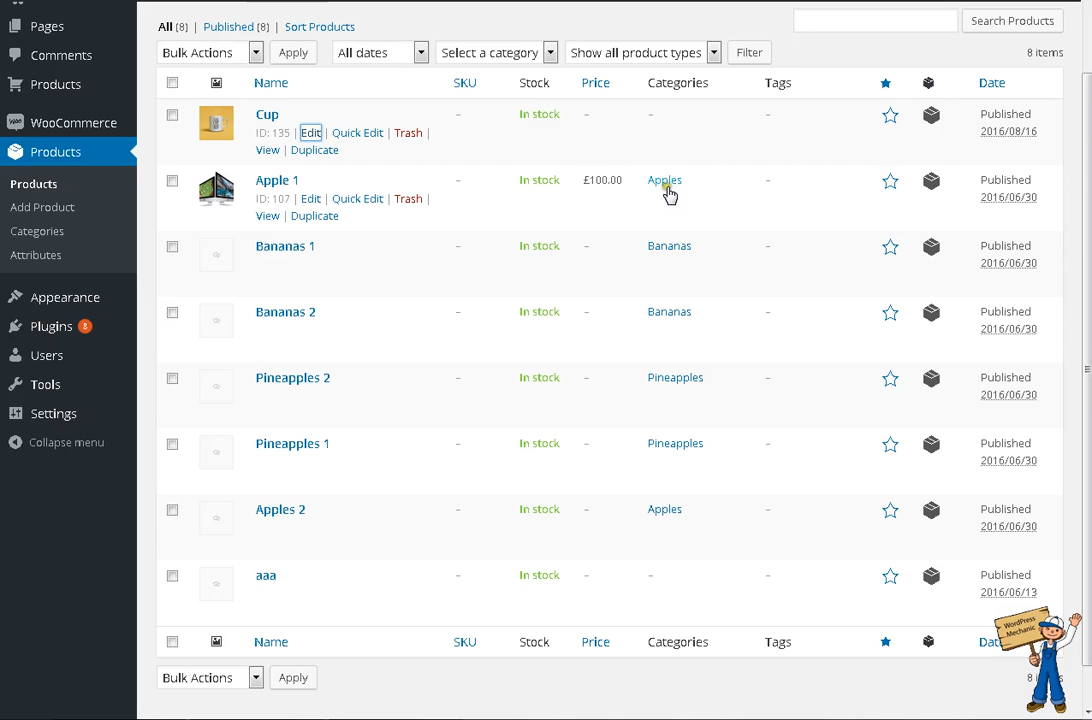 Pages
Comments
Products
WooCommerce
Products
Products
Add Product
Categories
Attributes
Appearance
Plugins 8
Users
Tools
Settings
Collapse menu
All (8) | Published (8) | Sort Products
Search Products
Bulk Actions Apply All dates Select a category Show all product types Filter 8 items
Name SKU Stock Price Categories Tags Date
Cup – In stock – – – Published
ID: 135 | Edit | Quick Edit | Trash | 2016/08/16
View | Duplicate
Apple 1 – In stock £100.00 Apples – Published
ID: 107 | Edit | Quick Edit | Trash | 2016/06/30
View | Duplicate
Bananas 1 – In stock – Bananas – Published
2016/06/30
Bananas 2 – In stock – Bananas – Published
2016/06/30
Pineapples 2 – In stock – Pineapples – Published
2016/06/30
Pineapples 1 – In stock – Pineapples – Published
2016/06/30
Apples 2 – In stock – Apples – Published
2016/06/30
aaa – In stock – – – Published
2016/06/13
Name SKU Stock Price Categories Tags
WordPress
Mechanic
Bulk Actions Apply 8